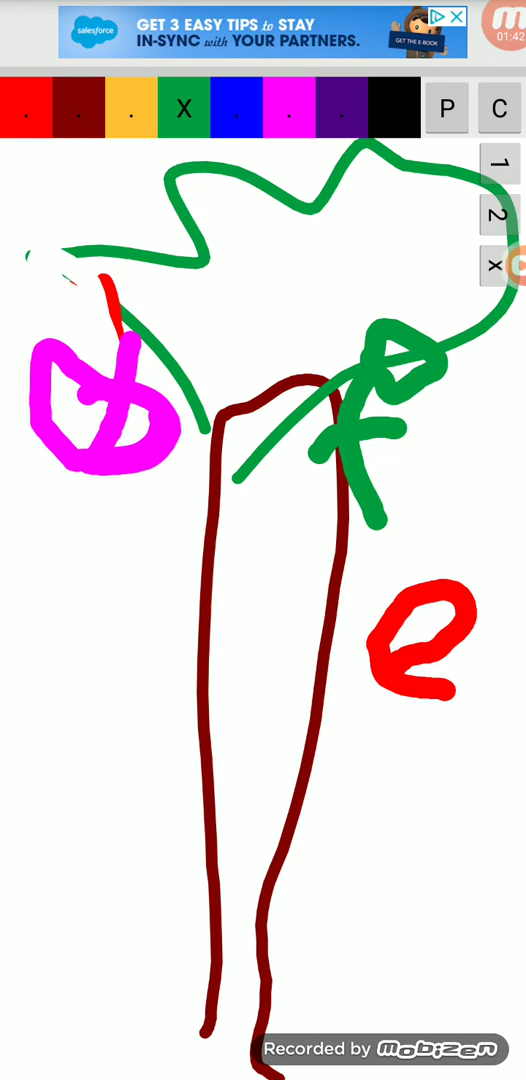 salesforce
GET 3 EASY TIPS to STAY
IN-SYNC with YOUR PARTNERS.
GET THE E-BOOK
01:42
. . . X . . . P C
1
2
x
e
Recorded by mobizen